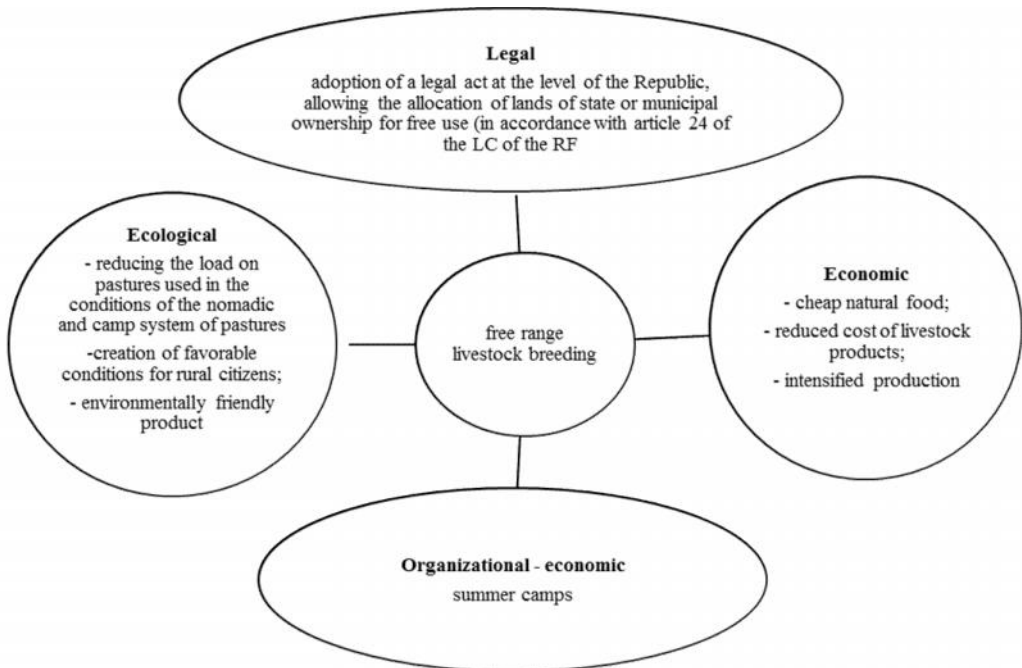 Legal
adoption of a legal act at the level of the Republic,
allowing the allocation of lands of state or municipal
ownership for free use (in accordance with article 24 of
the LC of the RF
Ecological
- reducing the load on
pastures used in the
conditions of the nomadic
and camp system of pastures
-creation of favorable
conditions for rural citizens;
- environmentally friendly
product
free range
livestock breeding
Economic
- cheap natural food;
- reduced cost of livestock
products;
- intensified production
Organizational - economic
summer camps